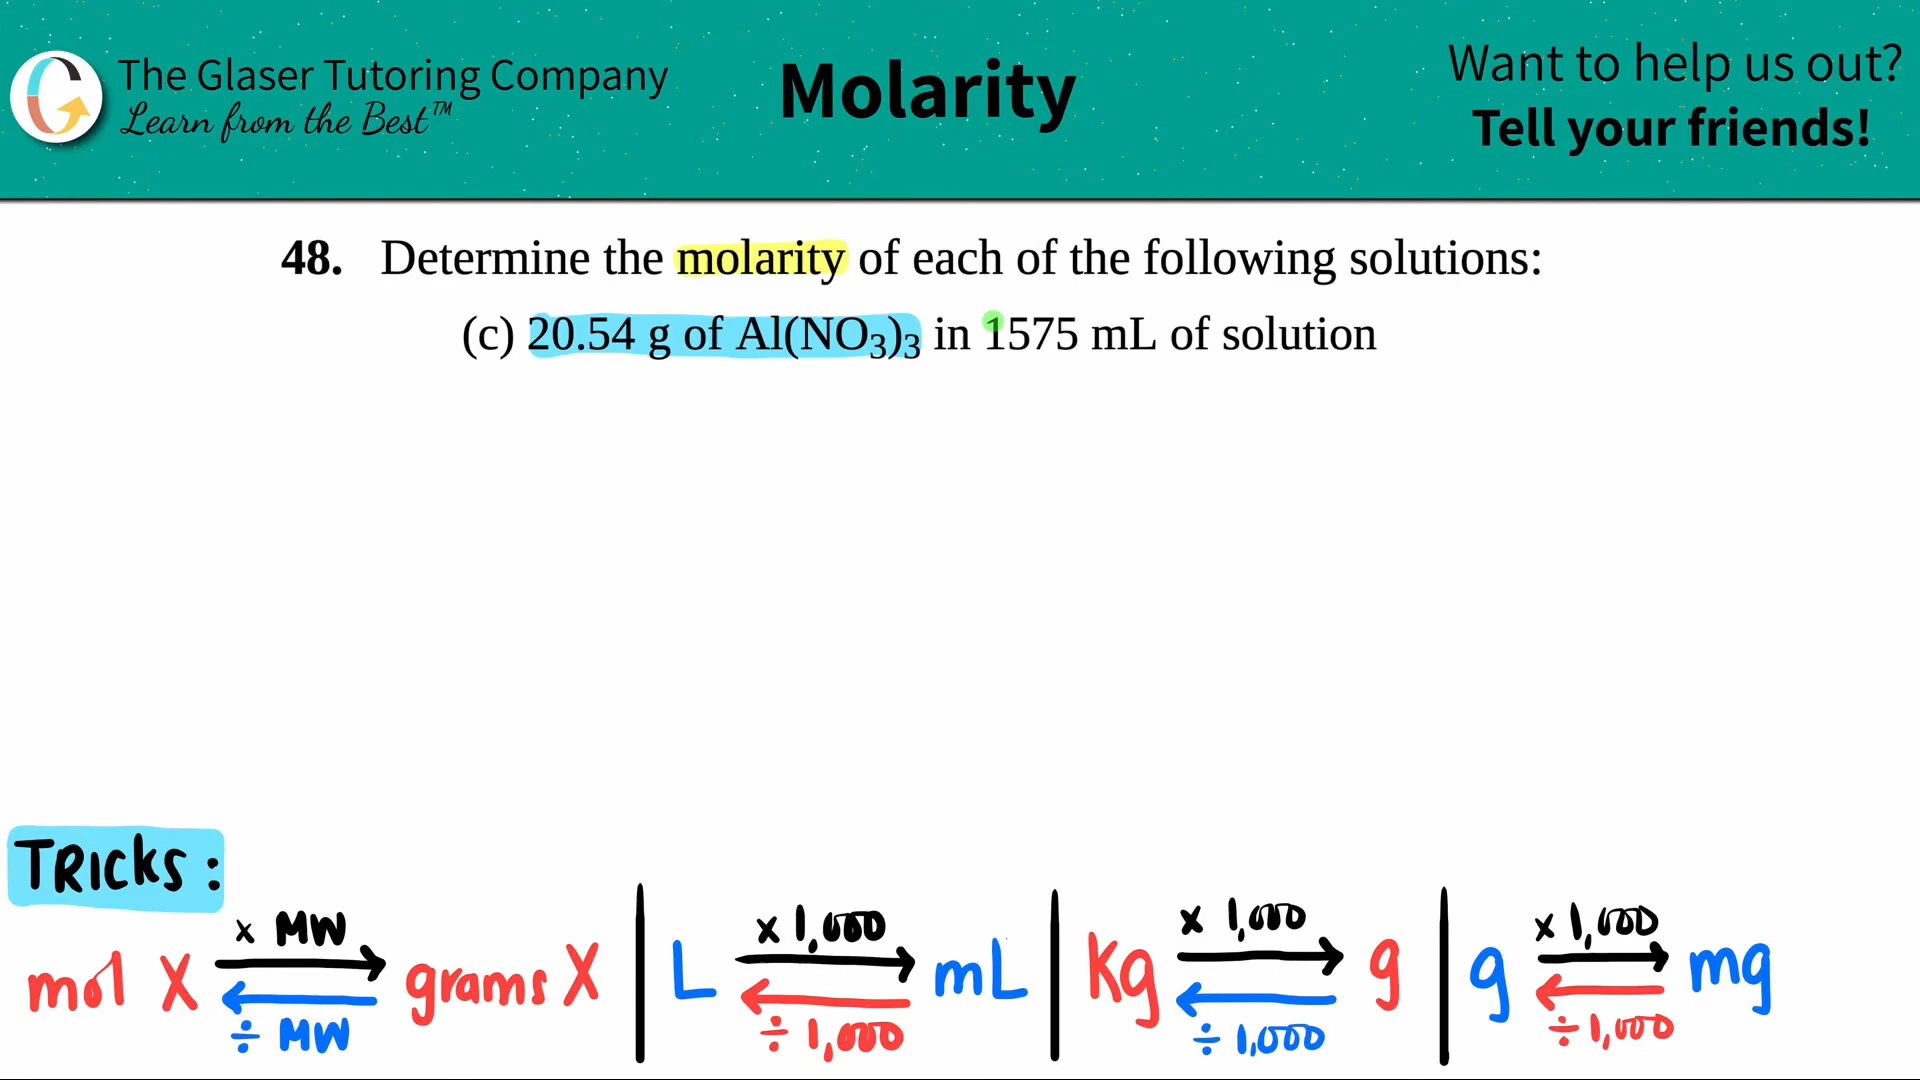 The Glaser Tutoring Company
Learn from the Best™
Molarity
Want to help us out?
Tell your friends!
48. Determine the molarity of each of the following solutions:
(c) 20.54 g of Al(NO₃)₃ in 1575 mL of solution
TRICKS :
mol X × MW ÷ MW grams X | L × 1,000 ÷ 1,000 mL | Kg × 1,000 ÷ 1,000 g | g × 1,000 ÷ 1,000 mg